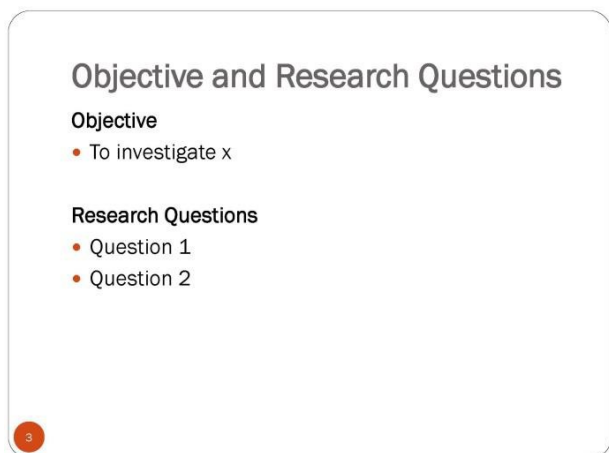 Objective and Research Questions
Objective
• To investigate x
Research Questions
• Question 1
• Question 2
3